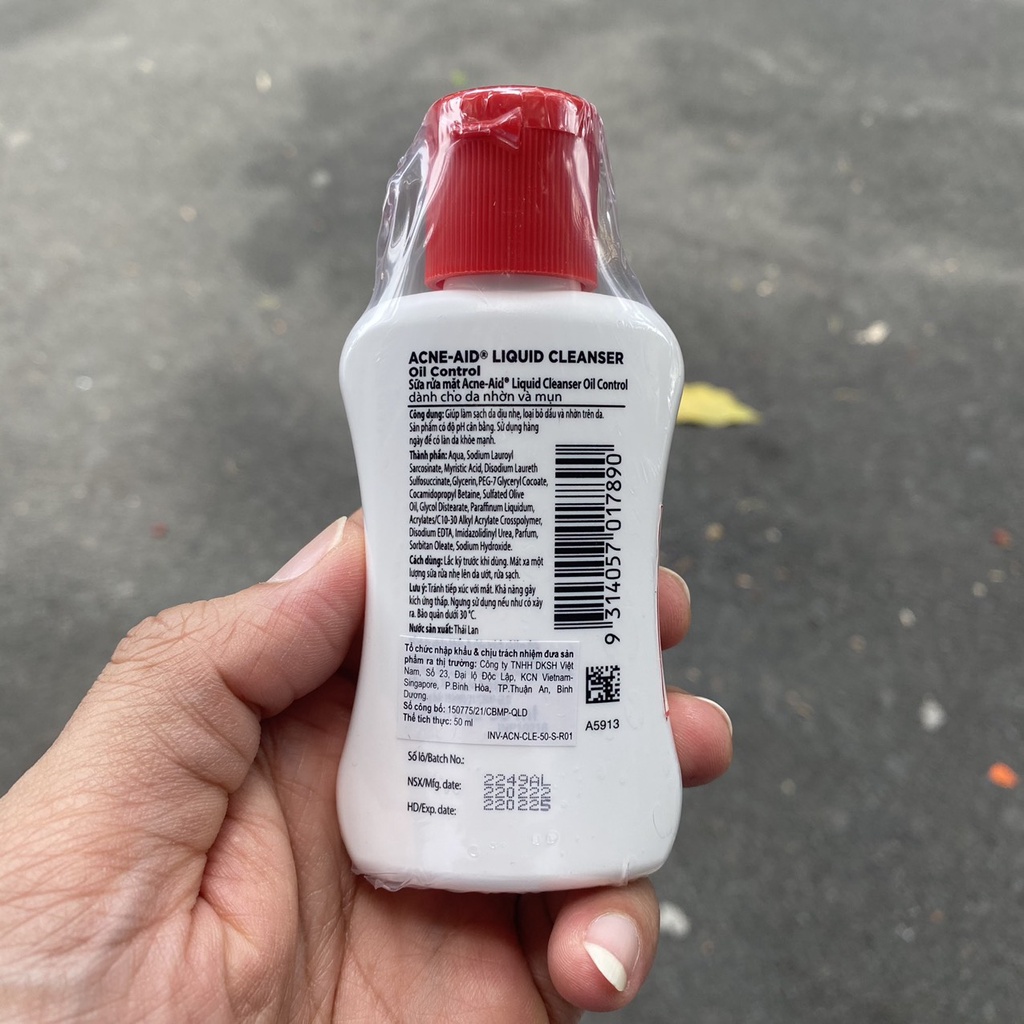 ACNE-AID® LIQUID CLEANSER
Oil Control
Sữa rửa mặt Acne-Aid® Liquid Cleanser Oil Control
dành cho da nhờn và mụn
Công dụng: Giúp làm sạch da dịu nhẹ, loại bỏ dầu và nhờn trên da.
Sản phẩm có độ pH cân bằng. Sử dụng hàng
ngày để có làn da khỏe mạnh.
Thành phần: Aqua, Sodium Lauroyl
Sarcosinate, Myristic Acid, Disodium Laureth
Sulfosuccinate, Glycerin, PEG-7 Glyceryl Cocoate,
Cocamidopropyl Betaine, Sulfated Olive
Oil, Glycol Distearate, Paraffinum Liquidum,
Acrylates/C10-30 Alkyl Acrylate Crosspolymer,
Disodium EDTA, Imidazolidinyl Urea, Parfum,
Sorbitan Oleate, Sodium Hydroxide.
Cách dùng: Lắc kỹ trước khi dùng. Mát xa một
lượng sữa rửa nhẹ lên da ướt, rửa sạch.
Lưu ý: Tránh tiếp xúc với mắt. Khả năng gây
kích ứng thấp. Ngưng sử dụng nếu như có xảy
ra. Bảo quản dưới 30 °C.
Nước sản xuất: Thái Lan
9 314057 017890
Tổ chức nhập khẩu & chịu trách nhiệm đưa sản
phẩm ra thị trường: Công ty TNHH DKSH Việt
Nam, Số 23, Đại lộ Độc Lập, KCN Vietnam-
Singapore, P.Bình Hòa, TP.Thuận An, Bình
Dương.
Số công bố: 150775/21/CBMP-QLD
Thể tích thực: 50 ml
INV-ACN-CLE-50-S-R01
A5913
Số lô/Batch No.: 2249AL
NSX/Mfg. date: 220222
HD/Exp. date: 220225